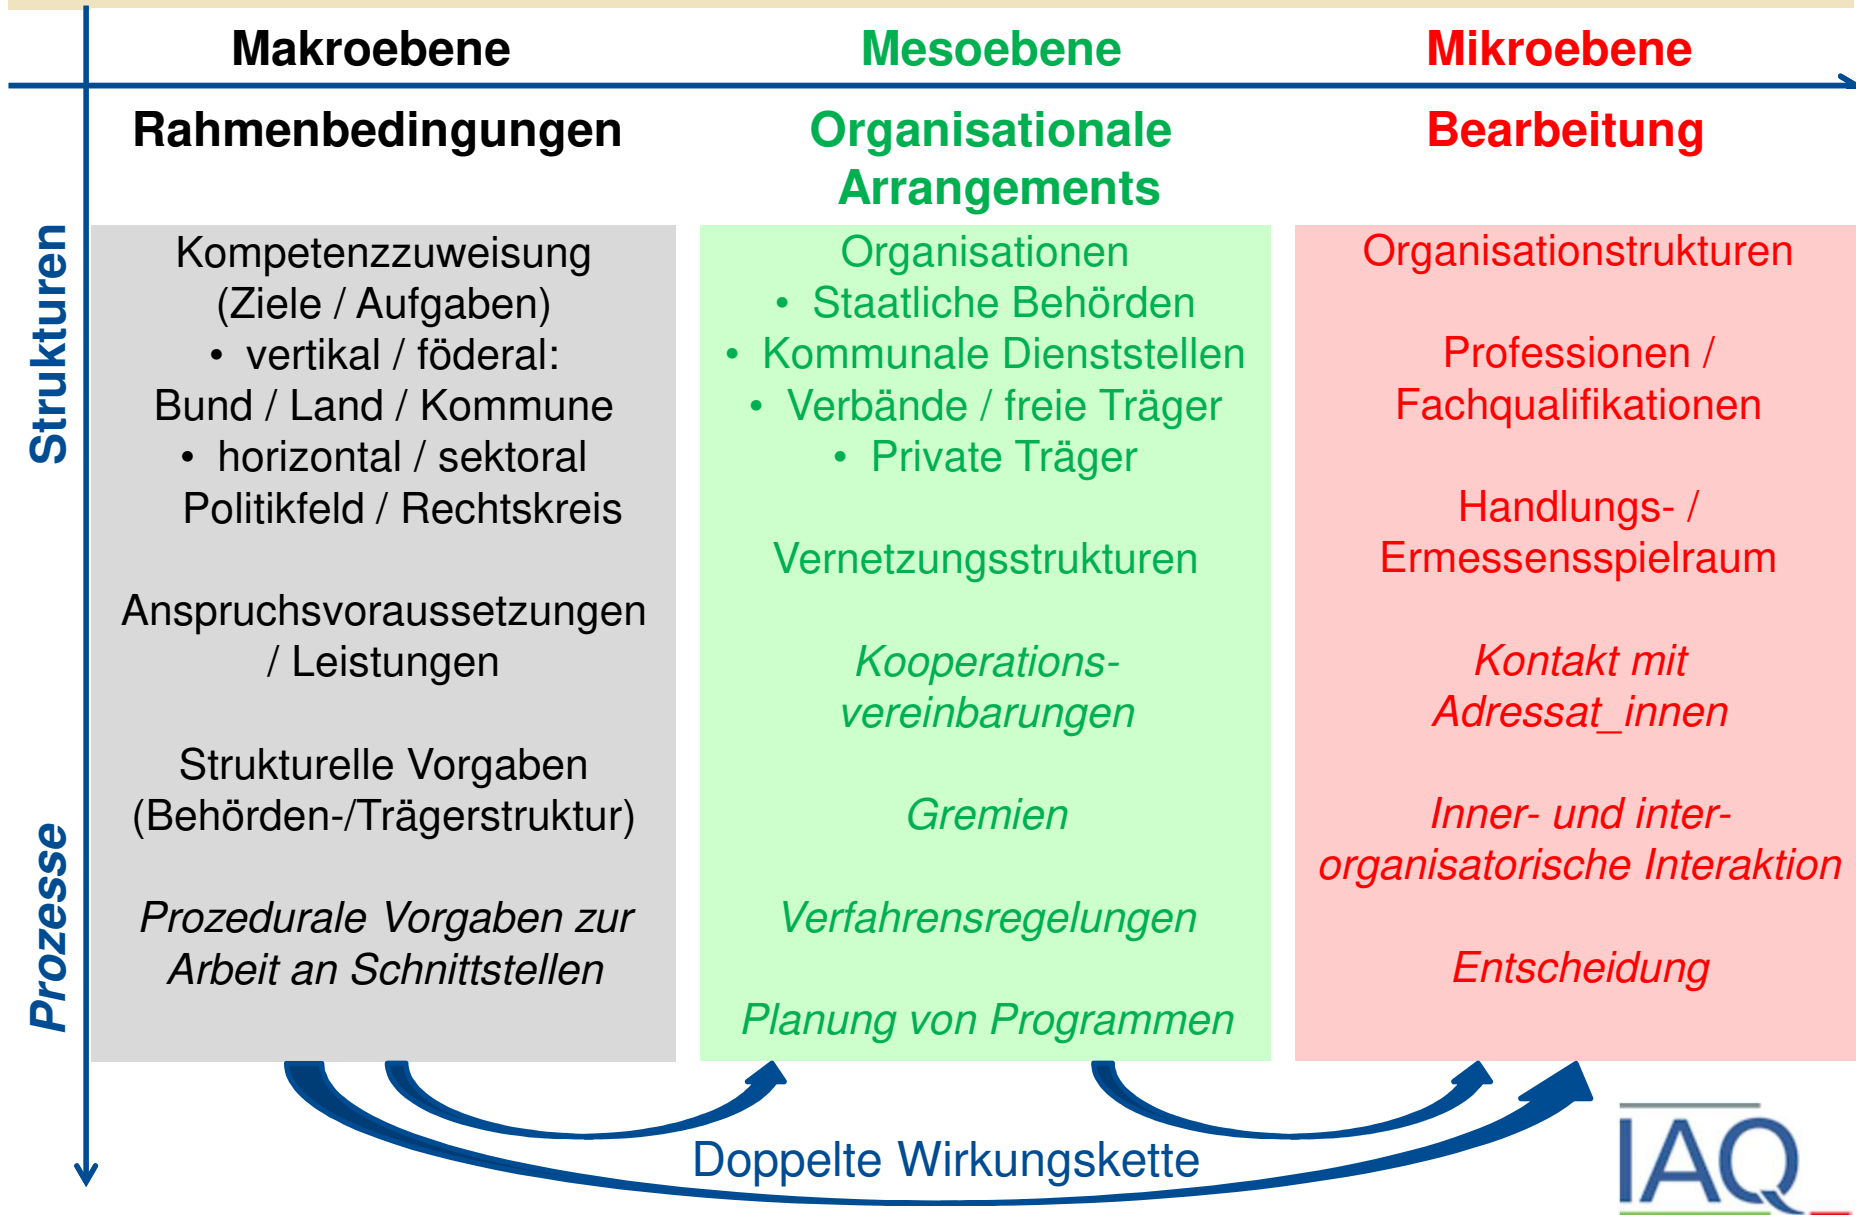 Makroebene
Mesoebene
Mikroebene
Rahmenbedingungen
Organisationale
Arrangements
Bearbeitung
Strukturen
Prozesse
Kompetenzzuweisung
(Ziele / Aufgaben)
• vertikal / föderal:
Bund / Land / Kommune
• horizontal / sektoral
Politikfeld / Rechtskreis
Anspruchsvoraussetzungen
/ Leistungen
Strukturelle Vorgaben
(Behörden-/Trägerstruktur)
Prozedurale Vorgaben zur
Arbeit an Schnittstellen
Organisationen
• Staatliche Behörden
• Kommunale Dienststellen
• Verbände / freie Träger
• Private Träger
Vernetzungsstrukturen
Kooperations-
vereinbarungen
Gremien
Verfahrensregelungen
Planung von Programmen
Organisationstrukturen
Professionen /
Fachqualifikationen
Handlungs- /
Ermessensspielraum
Kontakt mit
Adressat_innen
Inner- und inter-
organisatorische Interaktion
Entscheidung
Doppelte Wirkungskette
IAQ